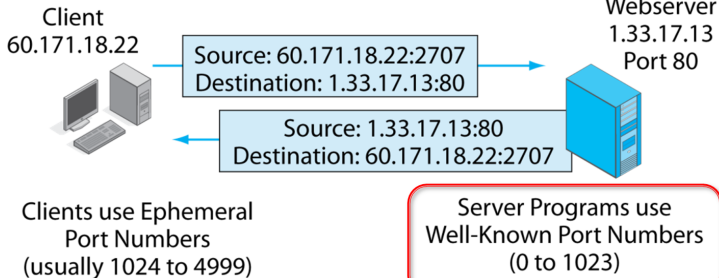 Client
60.171.18.22
Webserver
1.33.17.13
Port 80
Source: 60.171.18.22:2707
Destination: 1.33.17.13:80
Source: 1.33.17.13:80
Destination: 60.171.18.22:2707
Clients use Ephemeral
Port Numbers
(usually 1024 to 4999)
Server Programs use
Well-Known Port Numbers
(0 to 1023)